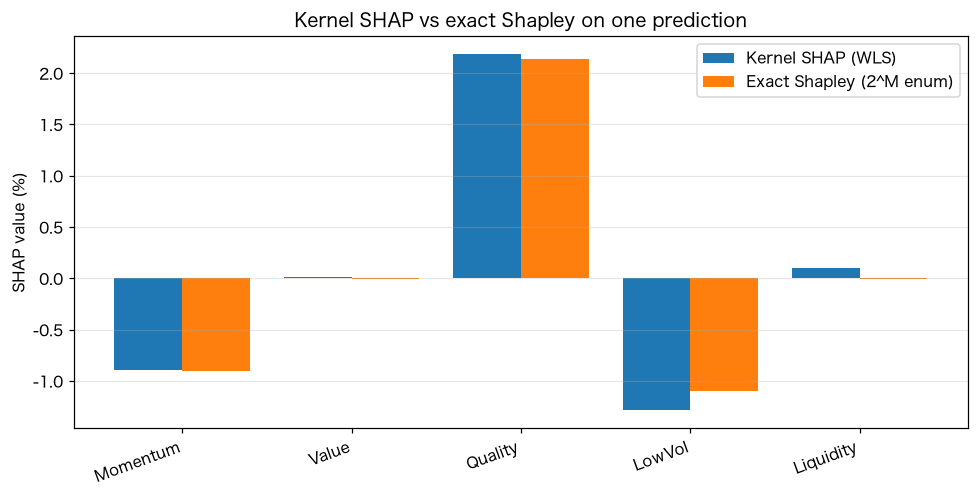 Kernel SHAP vs exact Shapley on one prediction
Kernel SHAP (WLS)
Exact Shapley (2^M enum)
SHAP value (%)
2.0
1.5
1.0
0.5
0.0
-0.5
-1.0
Momentum
Value
Quality
LowVol
Liquidity